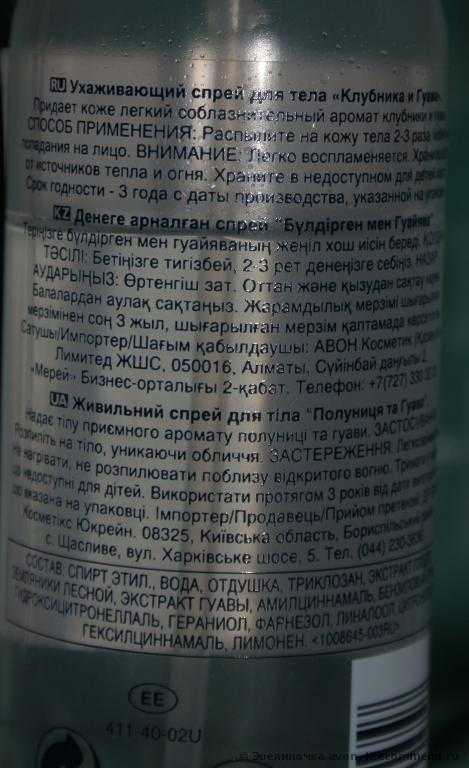 RU Ухаживающий спрей для тела «Клубника и Гуава»
Придает коже легкий соблазнительный аромат клубники и
СПОСОБ ПРИМЕНЕНИЯ: Распылите на кожу тела 2-3 раза,
попадания на лицо. ВНИМАНИЕ: Легко воспламеняется. Храни
от источников тепла и огня. Храните в недоступном для детей
Срок годности - 3 года с даты производства, указанной на
KZ Денеге арналған спрей "Бүлдірген мен Гуайява"
Теріңізге бүлдірген мен гуайяваның жеңіл хош иісін береді.
ТӘСІЛІ: Бетіңізге тигізбей, 2-3 рет денеңізге себіңіз. НАЗАР
АУДАРЫҢЫЗ: Өртенгіш зат. Оттан және қызудан сақтау
Балалардан аулақ сақтаңыз. Жарамдылық мерзімі шығарылған
мерзімінен соң 3 жыл, шығарылған мерзім қаптамада
Сатушы/Импортер/Шағым қабылдаушы: АВОН Косметик
Лимитед ЖШС, 050016, Алматы. Сүйінбай даңғылы 2
«Мерей» Бизнес-орталығы 2-қабат. Телефон: +7(727) 330
UA Живильний спрей для тіла "Полуниця та Гуава".
Надає тілу приємного аромату полуниці та гуави. ЗАСТОСУВАННЯ
Розпиліть на тіло, уникаючи обличчя. ЗАСТЕРЕЖЕННЯ.
Не нагрівати, не розпилювати поблизу відкритого вогню.
недоступні для дітей. Використати протягом 3 років від дати
що вказана на упаковці. Імпортер/Продавець/Прийом претензій:
Косметікс Юкрейн. 08325, Київська область, Бориспільський
с. Щасливе, вул. Харківське шосе, 5. Тел. (044)
СОСТАВ: СПИРТ ЭТИЛ., ВОДА, ОТДУШКА, ТРИКЛОЗАН, ЭКСТРАКТ
ЗЕМЛЯНИКИ ЛЕСНОЙ, ЭКСТРАКТ ГУАВЫ, АМИЛЦИННАМАЛЬ,
ГИДРОКСИЦИТРОНЕЛЛАЛЬ, ГЕРАНИОЛ, ФАРНЕЗОЛ, ЛИНАЛООЛ,
ГЕКСИЛЦИННАМАЛЬ, ЛИМОНЕН. <1008645-003RU>
EE
411-40-02U